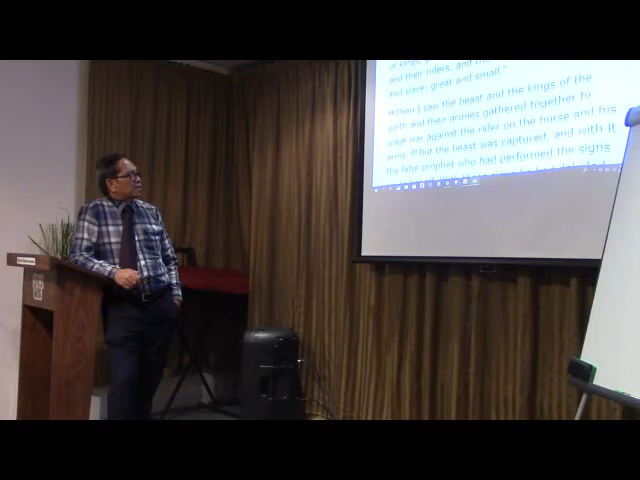 of kings,
and their riders, and the
and slave, great and small."
19 Then I saw the beast and the kings of the
earth and their armies gathered together to
wage war against the rider on the horse and his
army. 20 But the beast was captured, and with it
the false prophet who had performed the signs